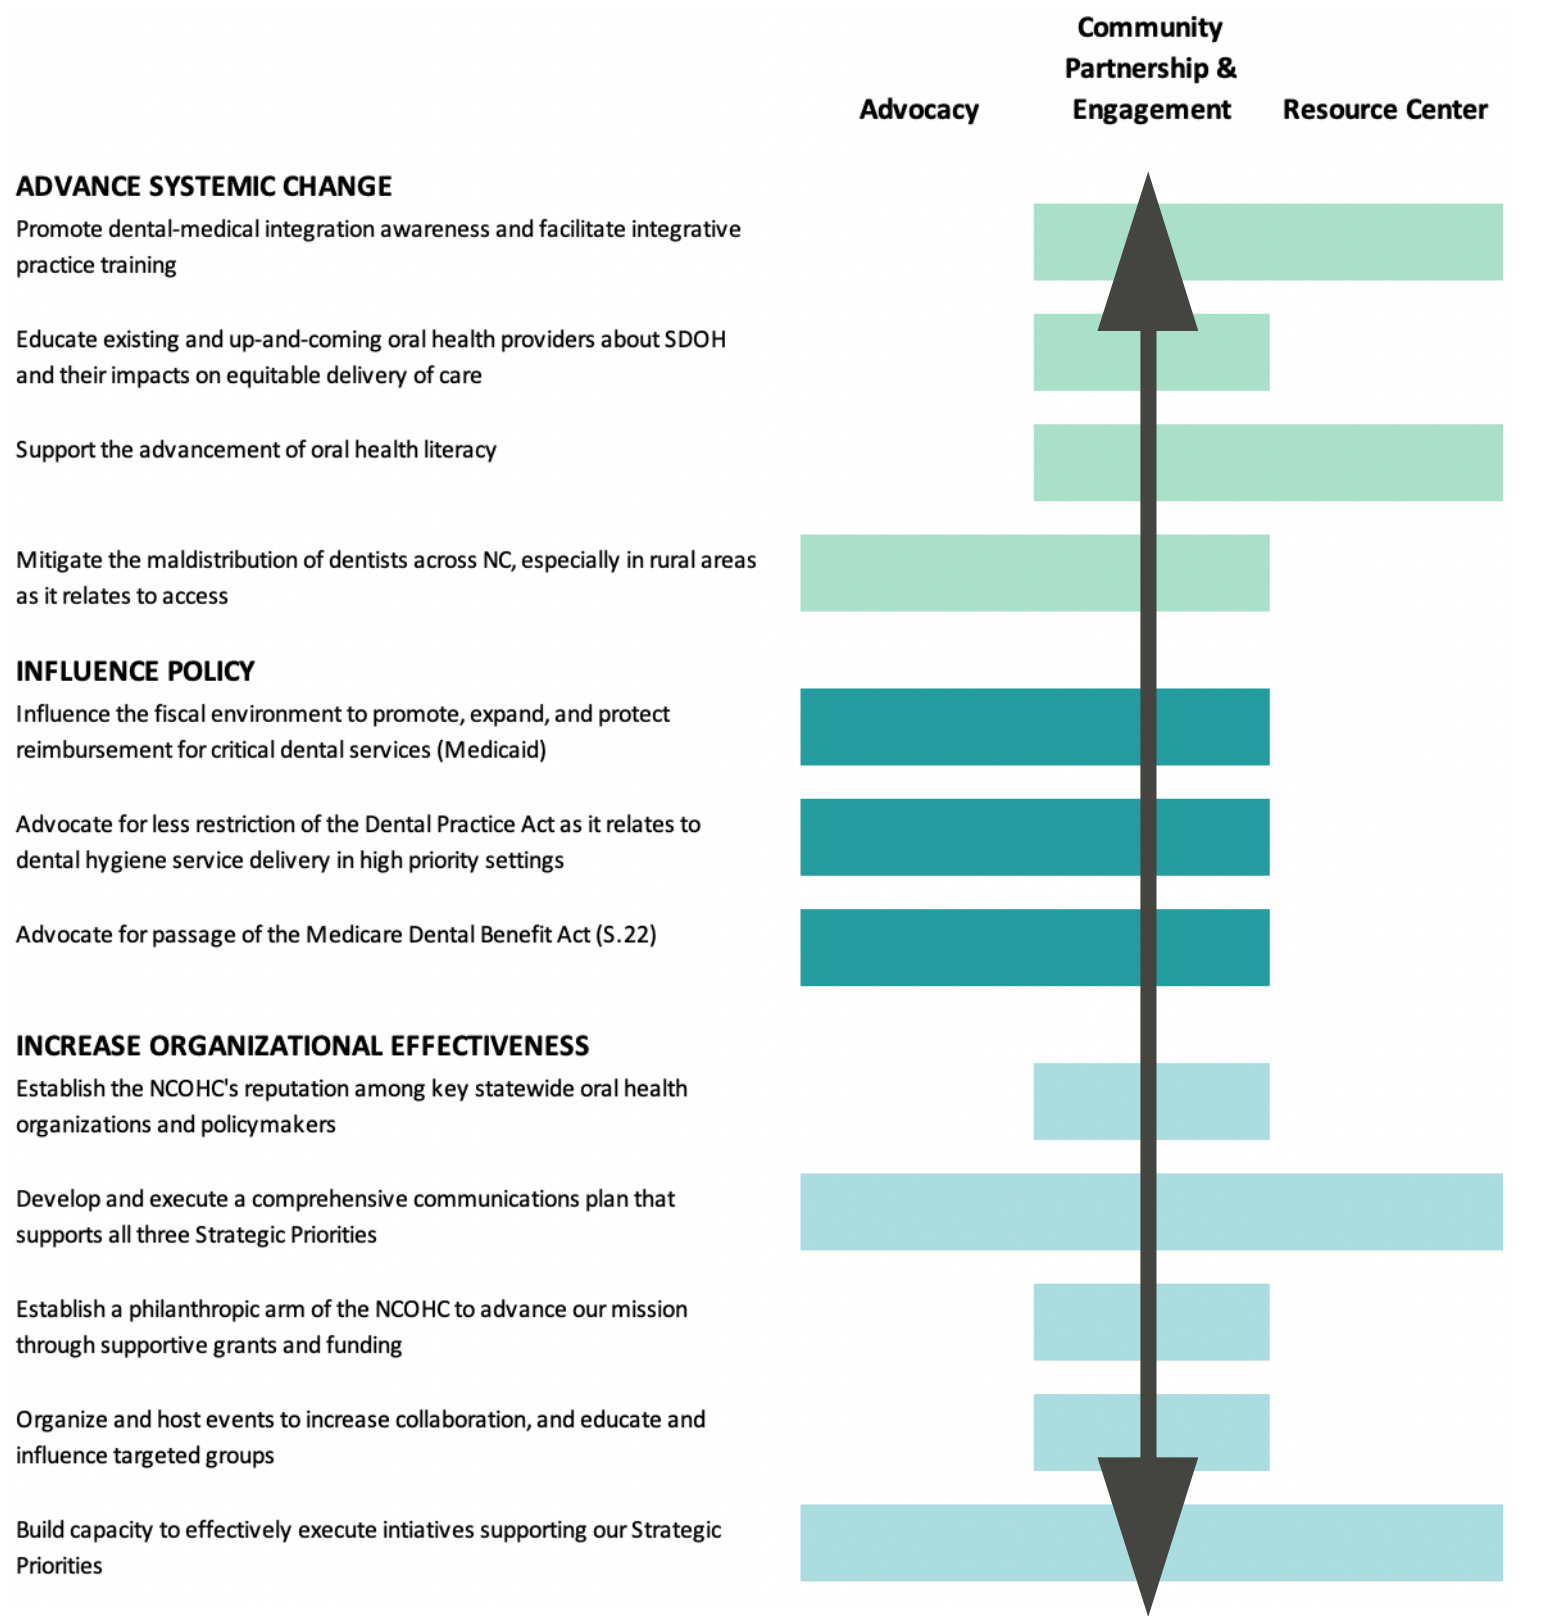 Community
Partnership &
Advocacy Engagement Resource Center
ADVANCE SYSTEMIC CHANGE
Promote dental-medical integration awareness and facilitate integrative
practice training
Educate existing and up-and-coming oral health providers about SDOH
and their impacts on equitable delivery of care
Support the advancement of oral health literacy
Mitigate the maldistribution of dentists across NC, especially in rural areas
as it relates to access
INFLUENCE POLICY
Influence the fiscal environment to promote, expand, and protect
reimbursement for critical dental services (Medicaid)
Advocate for less restriction of the Dental Practice Act as it relates to
dental hygiene service delivery in high priority settings
Advocate for passage of the Medicare Dental Benefit Act (S.22)
INCREASE ORGANIZATIONAL EFFECTIVENESS
Establish the NCOHC's reputation among key statewide oral health
organizations and policymakers
Develop and execute a comprehensive communications plan that
supports all three Strategic Priorities
Establish a philanthropic arm of the NCOHC to advance our mission
through supportive grants and funding
Organize and host events to increase collaboration, and educate and
influence targeted groups
Build capacity to effectively execute intiatives supporting our Strategic
Priorities